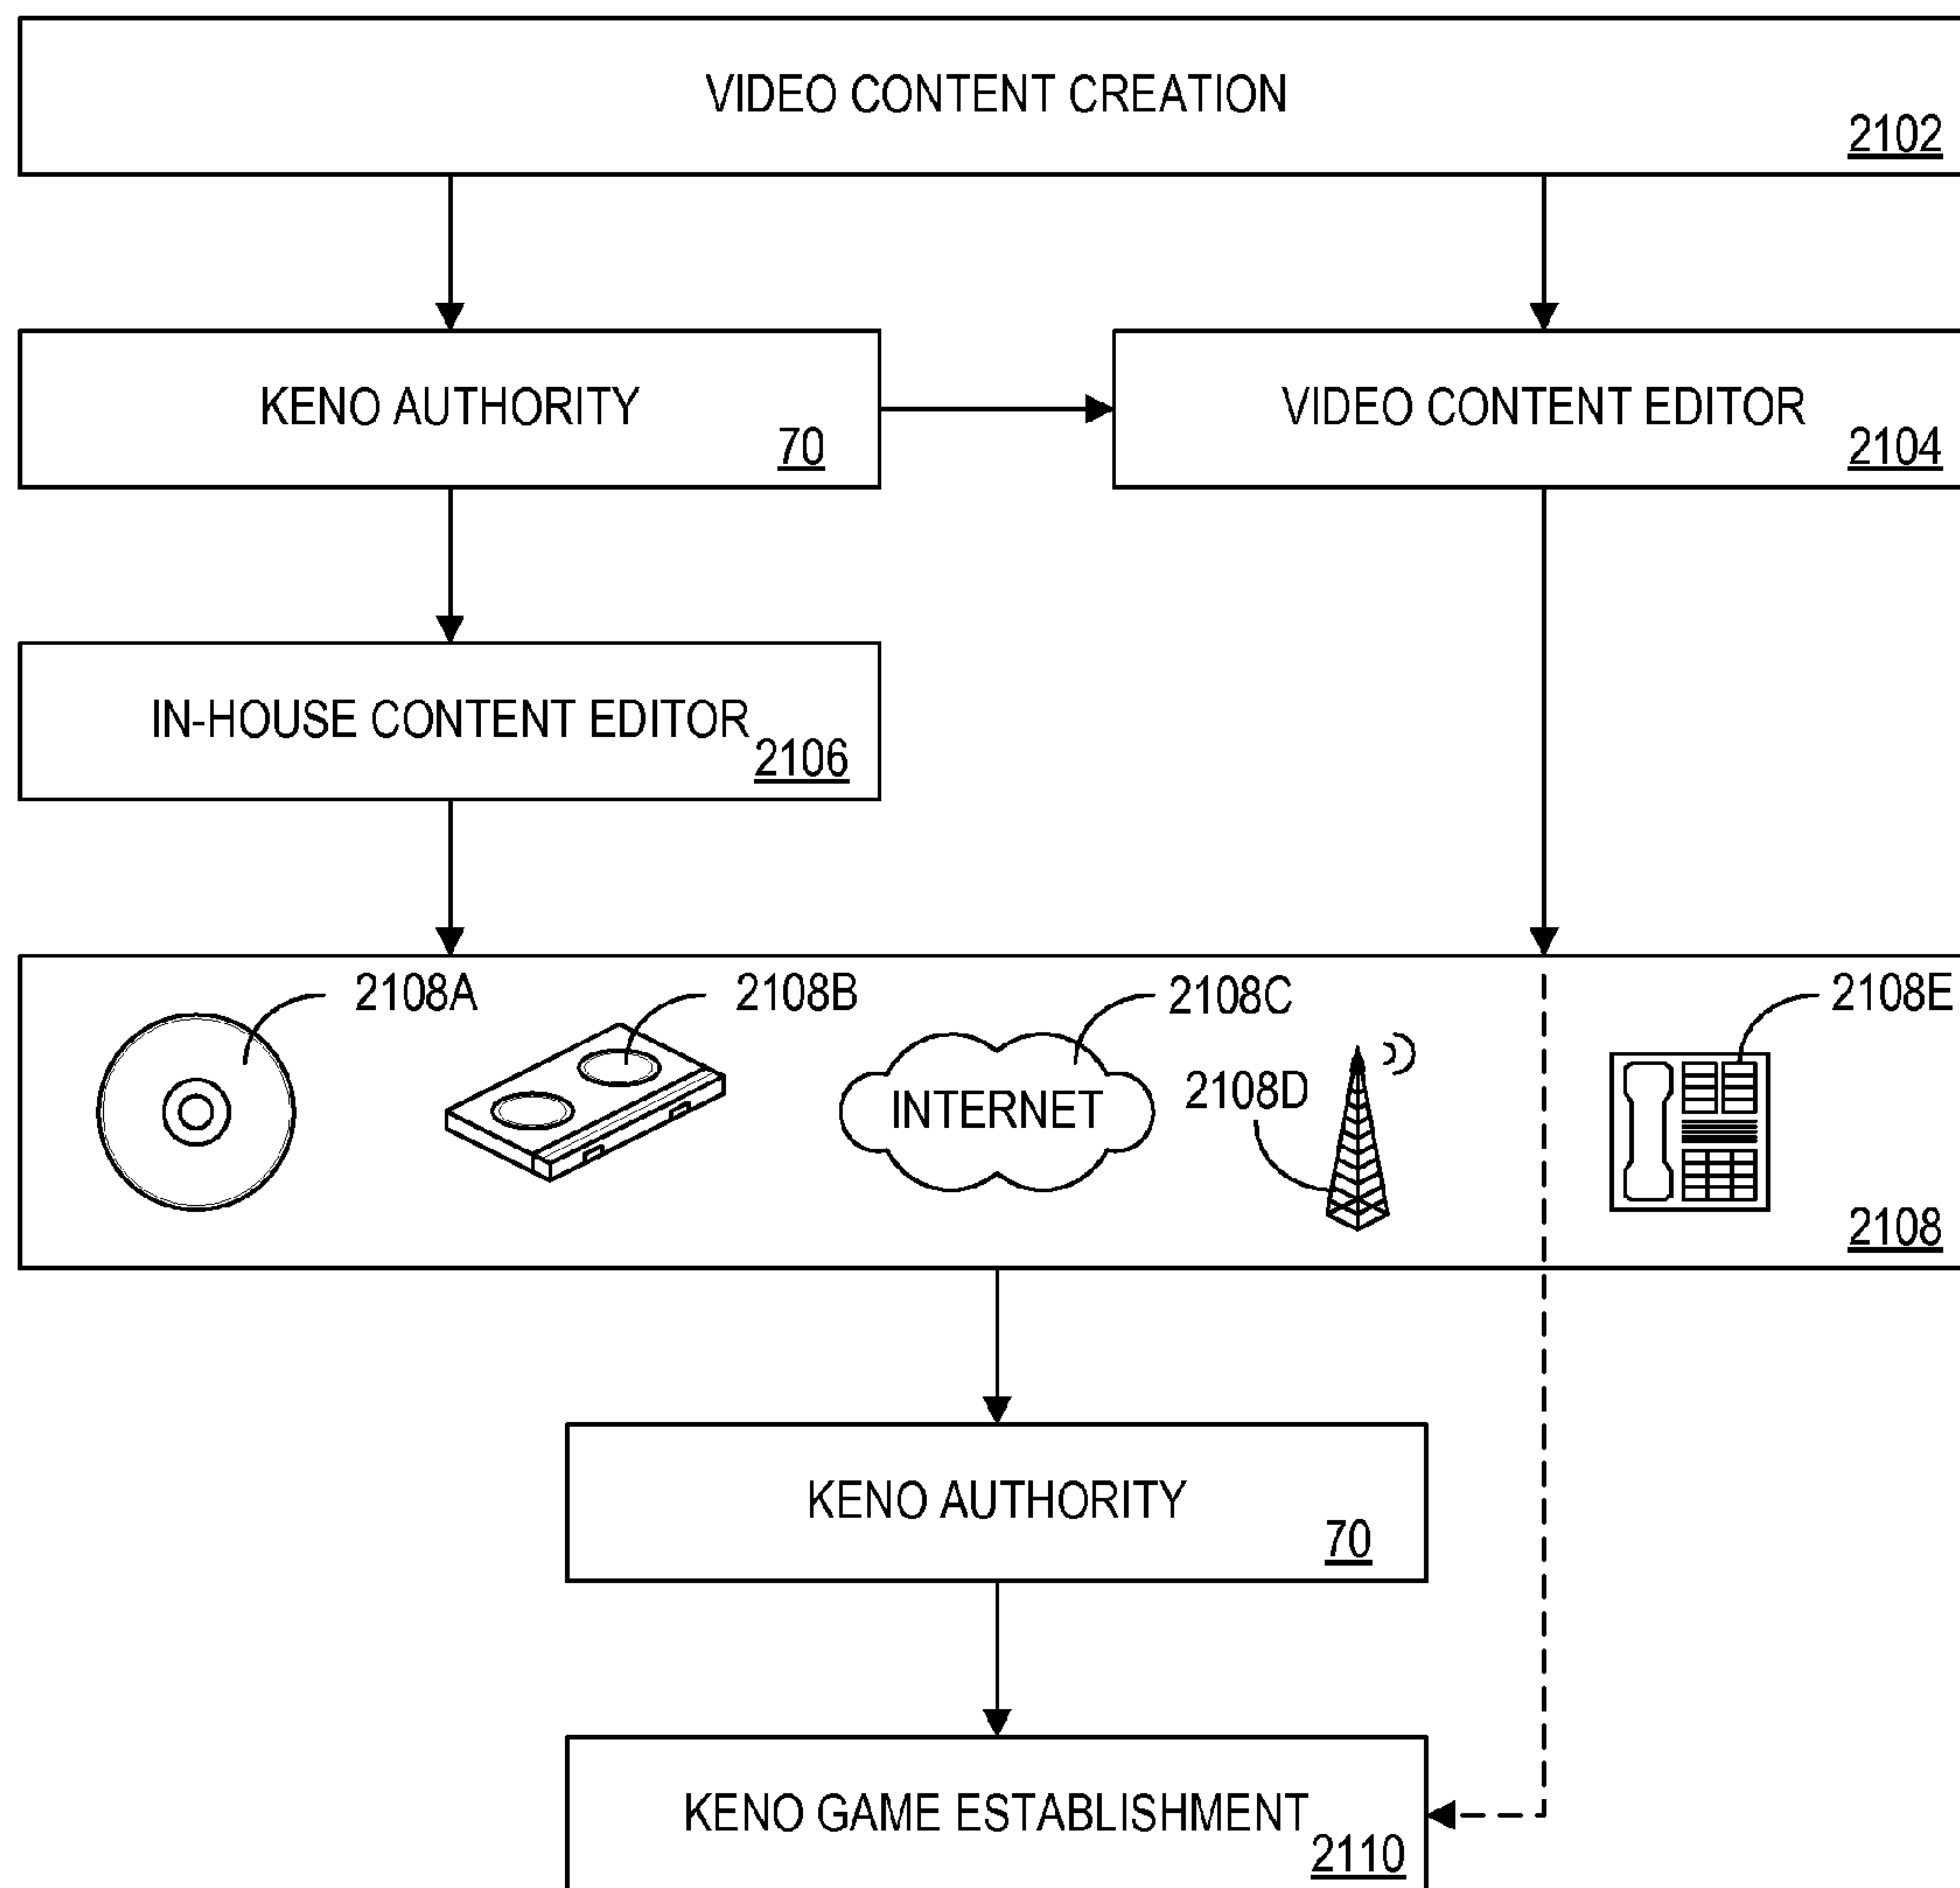 VIDEO CONTENT CREATION
2102
KENO AUTHORITY
70
VIDEO CONTENT EDITOR
2104
IN-HOUSE CONTENT EDITOR
2106
2108A
2108B
2108C
2108E
INTERNET
2108D
2108
KENO AUTHORITY
70
KENO GAME ESTABLISHMENT
2110